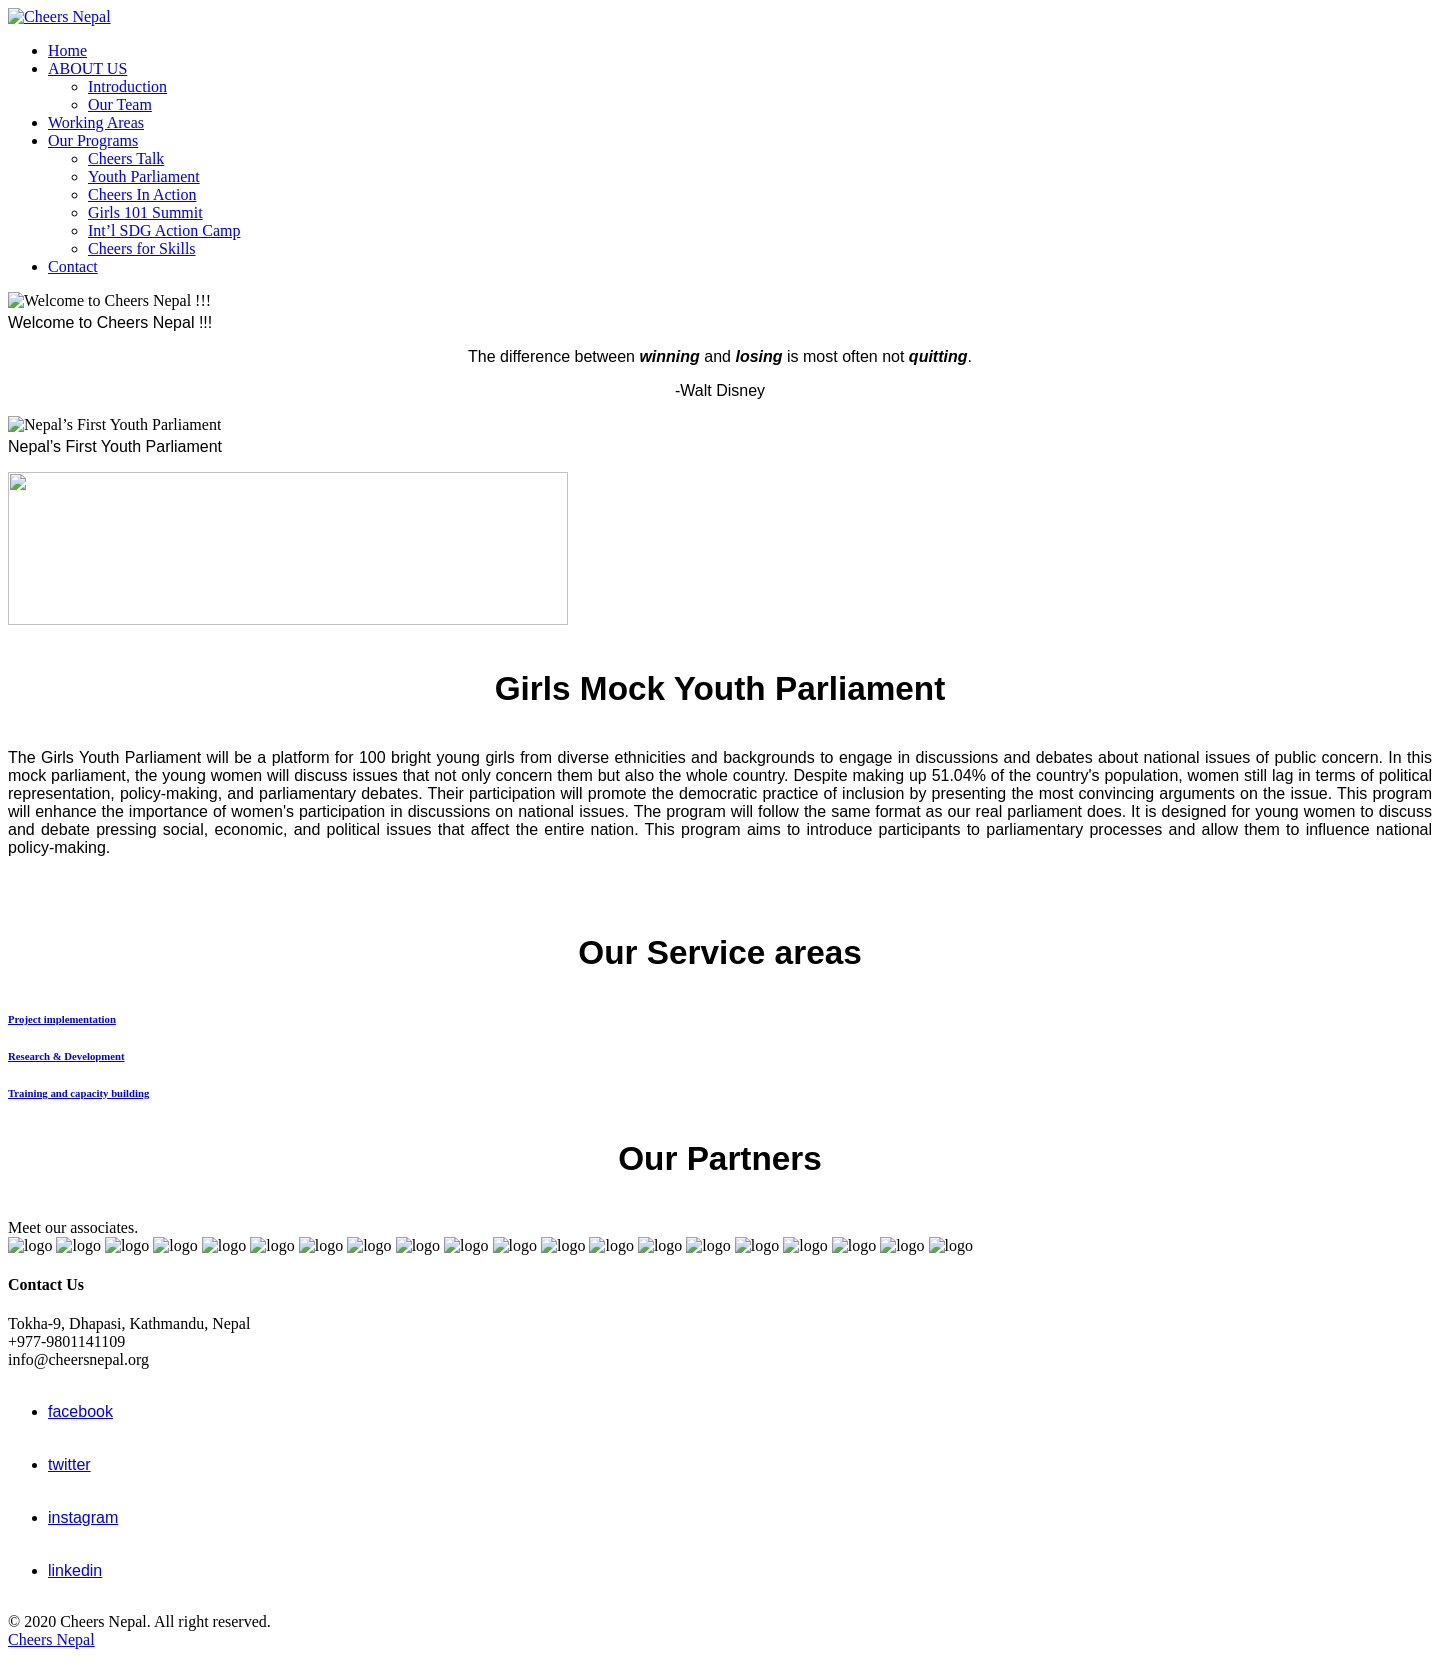 Cheers Nepal
Home
ABOUT US
Introduction
Our Team
Working Areas
Our Programs
Cheers Talk
Youth Parliament
Cheers In Action
Girls 101 Summit
Int’l SDG Action Camp
Cheers for Skills
Contact
Welcome to Cheers Nepal !!!
Welcome to Cheers Nepal !!!
The difference between winning and losing is most often not quitting.
-Walt Disney
Nepal’s First Youth Parliament
Nepal’s First Youth Parliament
Girls Mock Youth Parliament
The Girls Youth Parliament will be a platform for 100 bright young girls from diverse ethnicities and backgrounds to engage in discussions and debates about national issues of public concern. In this
mock parliament, the young women will discuss issues that not only concern them but also the whole country. Despite making up 51.04% of the country's population, women still lag in terms of political
representation, policy-making, and parliamentary debates. Their participation will promote the democratic practice of inclusion by presenting the most convincing arguments on the issue. This program
will enhance the importance of women's participation in discussions on national issues. The program will follow the same format as our real parliament does. It is designed for young women to discuss
and debate pressing social, economic, and political issues that affect the entire nation. This program aims to introduce participants to parliamentary processes and allow them to influence national
policy-making.
Our Service areas
Project implementation
Research & Development
Training and capacity building
Our Partners
Meet our associates.
logo logo logo logo logo logo logo logo logo logo logo logo logo logo logo logo logo logo logo logo
Contact Us
Tokha-9, Dhapasi, Kathmandu, Nepal
+977-9801141109
info@cheersnepal.org
facebook
twitter
instagram
linkedin
© 2020 Cheers Nepal. All right reserved.
Cheers Nepal